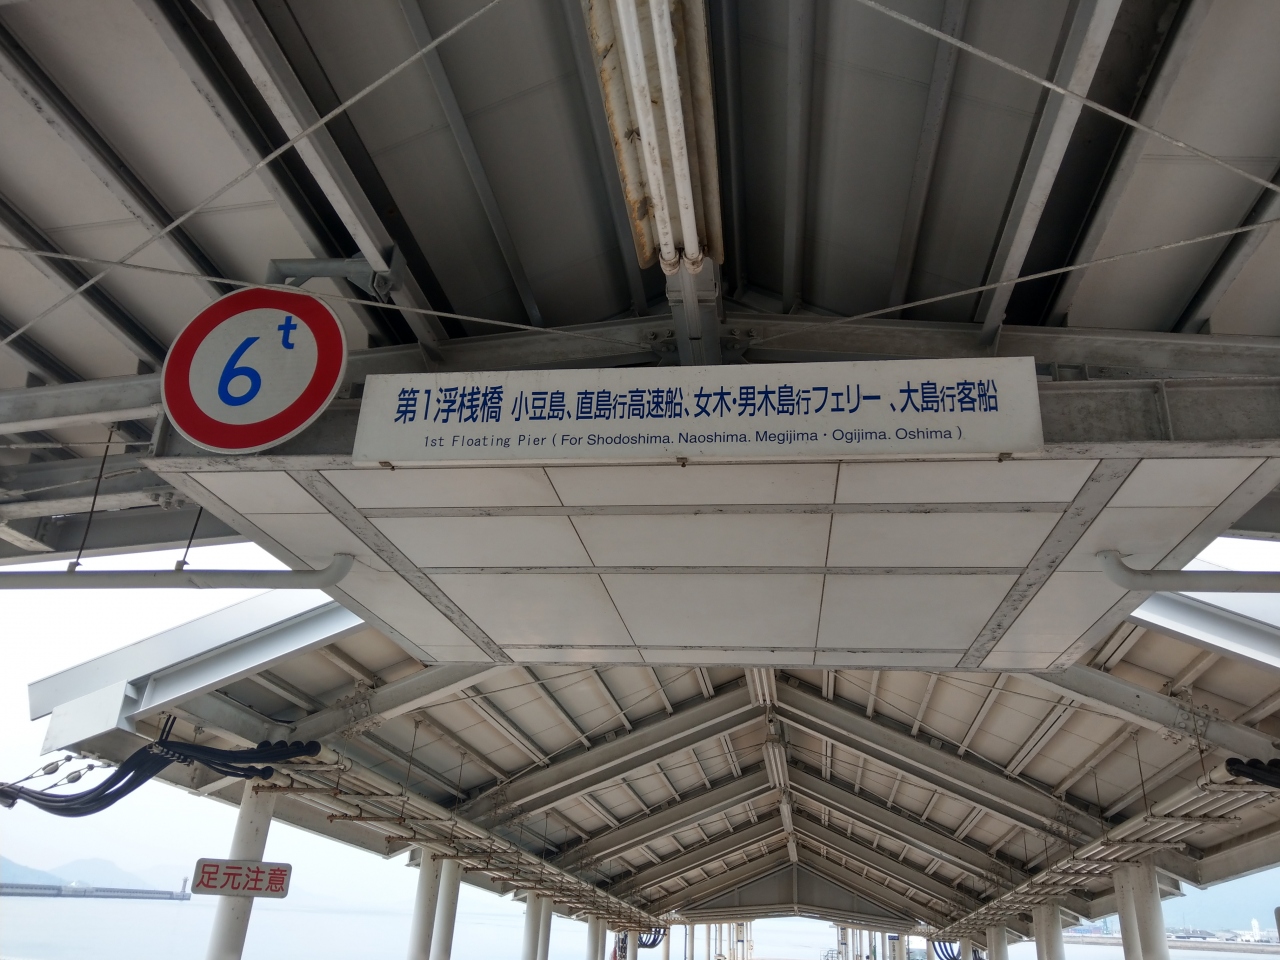 6t
第1浮桟橋 小豆島、直島行高速船、女木・男木島行フェリー、大島行客船
1st Floating Pier ( For Shodoshima. Naoshima. Megijima・Ogijima. Oshima )
足元注意